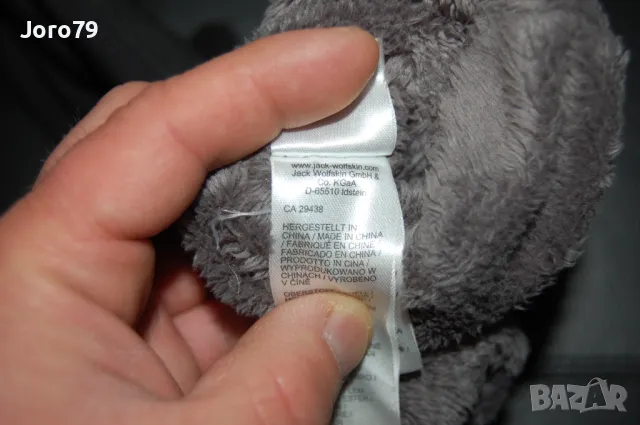 Joro79
www.jack-wolfskin.com
Jack Wolfskin GmbH &
Co. KGaA
D-65510 Idstein
CA 29438
HERGESTELLT IN
CHINA / MADE IN CHINA
/ FABRIQUÉ EN CHINE /
FABRICADO EN CHINA /
PRODOTTO IN CINA /
WYPRODUKOWANO W
CHINACH / VYROBENO
V ČÍNĚ
BAZAR